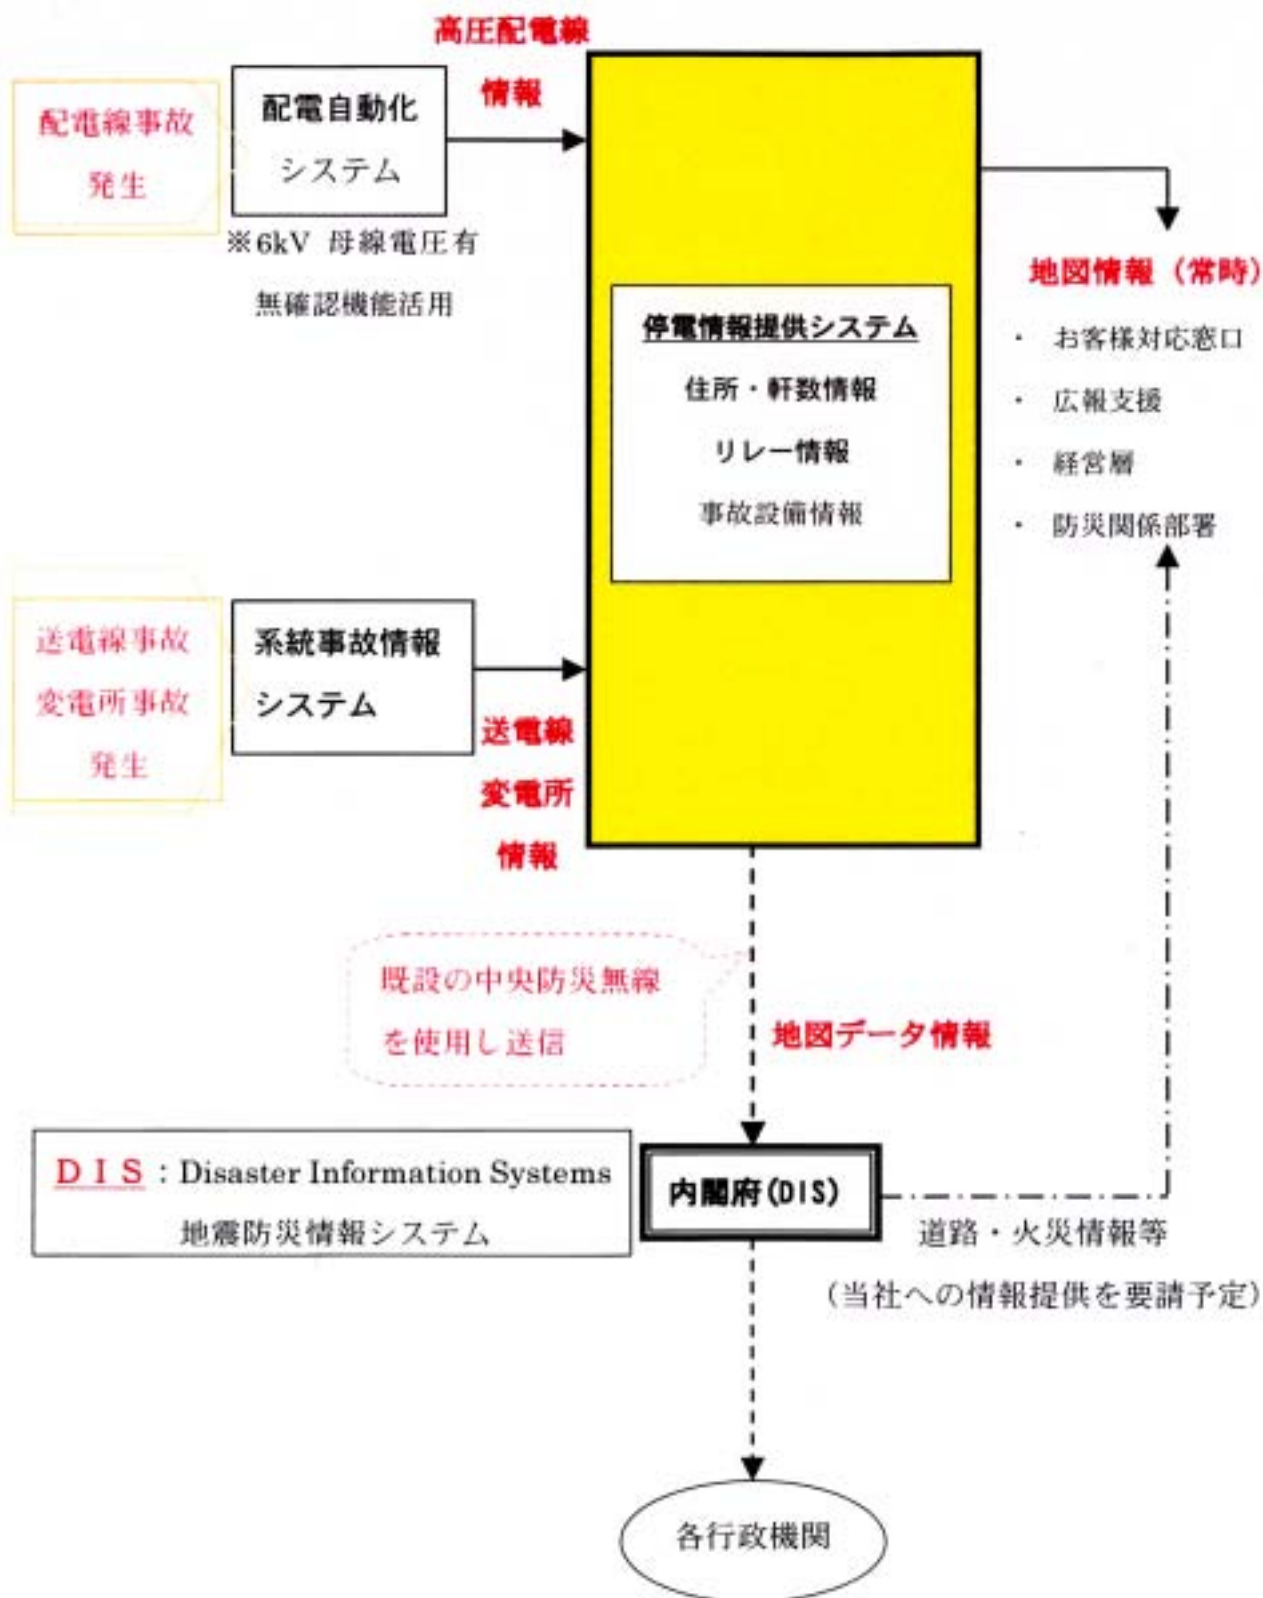 高圧配電線
情報
配電線事故
発生
配電自動化
システム
※6kV 母線電圧有
無確認機能活用
停電情報提供システム
住所・軒数情報
リレー情報
事故設備情報
地図情報（常時）
・ お客様対応窓口
・ 広報支援
・ 経営層
・ 防災関係部署
送電線事故
変電所事故
発生
系統事故情報
システム
送電線
変電所
情報
既設の中央防災無線
を使用し送信
地図データ情報
ＤＩＳ：Disaster Information Systems
地震防災情報システム
内閣府(DIS)
道路・火災情報等
（当社への情報提供を要請予定）
各行政機関